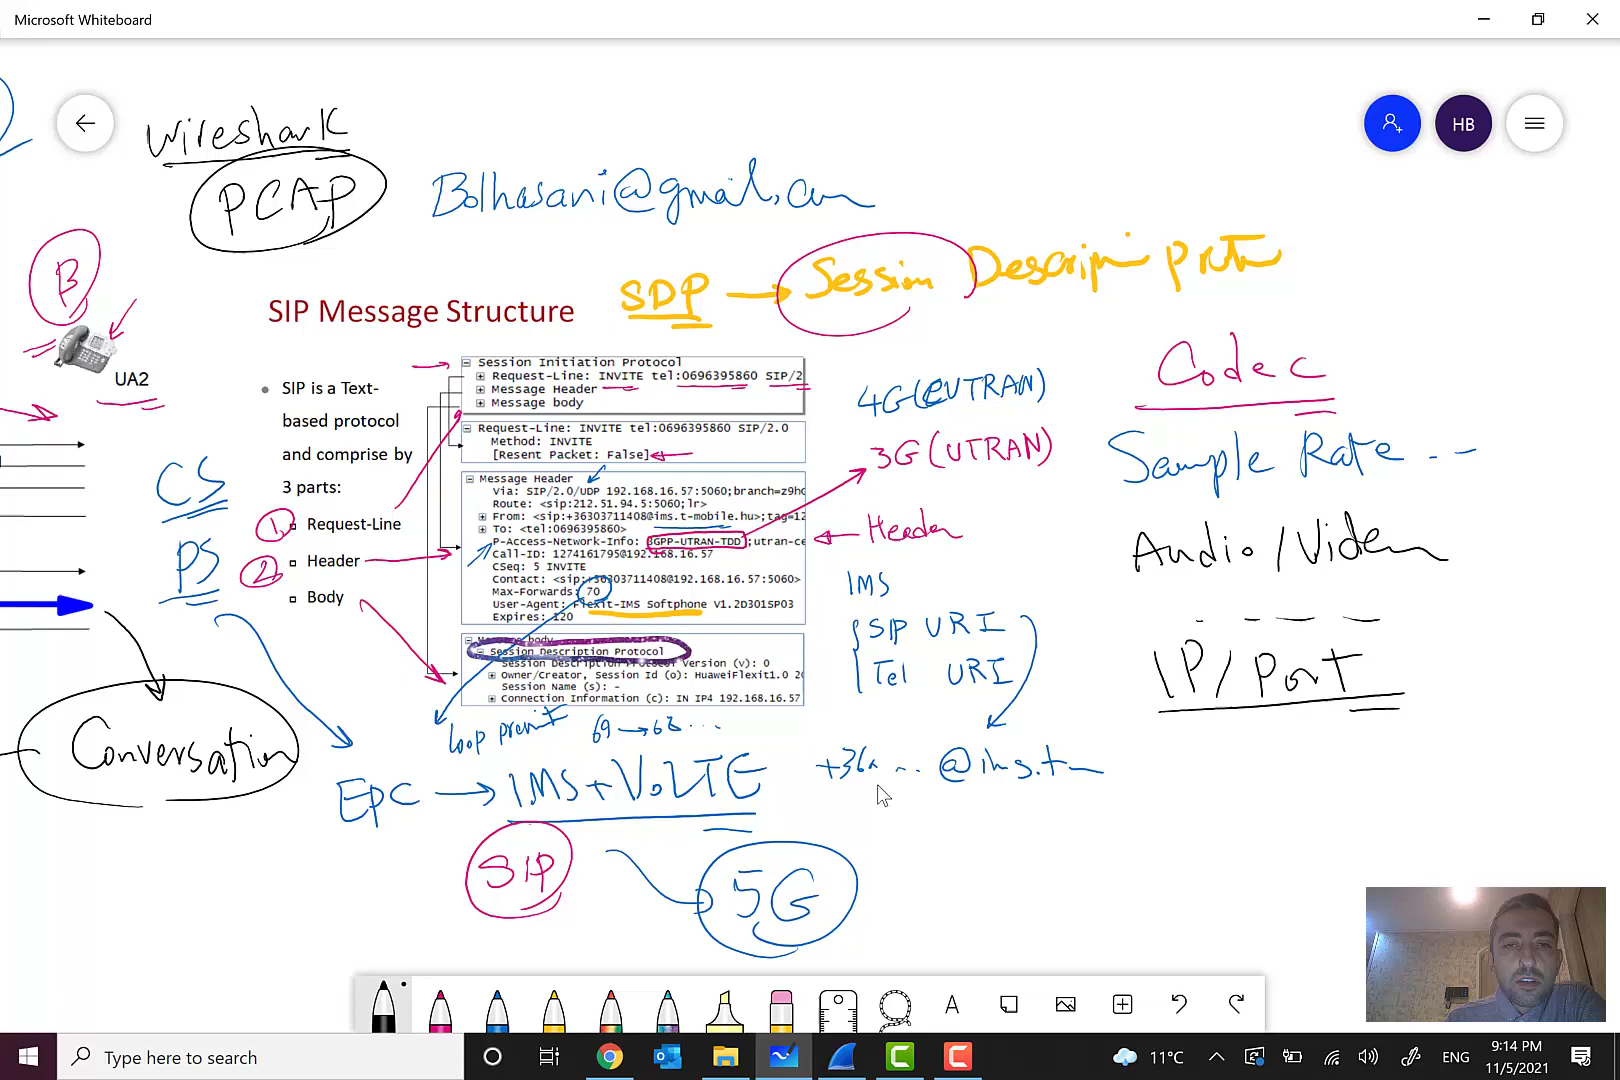 Microsoft Whiteboard
Wireshark
PCAP
Bolhasani@gmail.com
HB
B
SDP → Session
SIP Message Structure
UA2
SIP is a Text-
based protocol
and comprise by
3 parts:
1. Request-Line
2. Header
Body
CS
PS
Session Initiation Protocol
Request-Line: INVITE tel:0696395860 SIP/2
Message Header
Message body
Request-Line: INVITE tel:0696395860 SIP/2.0
Method: INVITE
[Resent Packet: False]
Message Header
Via: SIP/2.0/UDP 192.168.16.57:5060;branch=z9hG
Route: <sip:212.51.94.5:5060;lr>
From: <sip:+36303711408@ims.t-mobile.hu>;tag=12
To: <tel:0696395860>
P-Access-Network-Info: 3GPP-UTRAN-TDD;utran-ce
Call-ID: 1274161795@192.168.16.57
CSeq: 5 INVITE
Contact: <sip:+36303711408@192.168.16.57:5060>
Max-Forwards: 70
User-Agent: Flexit-IMS Softphone V1.2D301SP03
Expires: 120
Message body
Session Description Protocol
Session Description Protocol Version (v): 0
Owner/Creator, Session Id (o): HuaweiFlexit1.0 20
Session Name (s): -
Connection Information (c): IN IP4 192.168.16.57
4G(EUTRAN)
3G(UTRAN)
Header
IMS
SIP URI
Tel URI
+36 ... @ims.t
Codec
Sample Rate ...
Audio/Video
IP/Port
loop prevent 69 → 68 ...
Conversation
EPC → IMS+VoLTE
SIP
5G
Type here to search
11°C
ENG
9:14 PM
11/5/2021